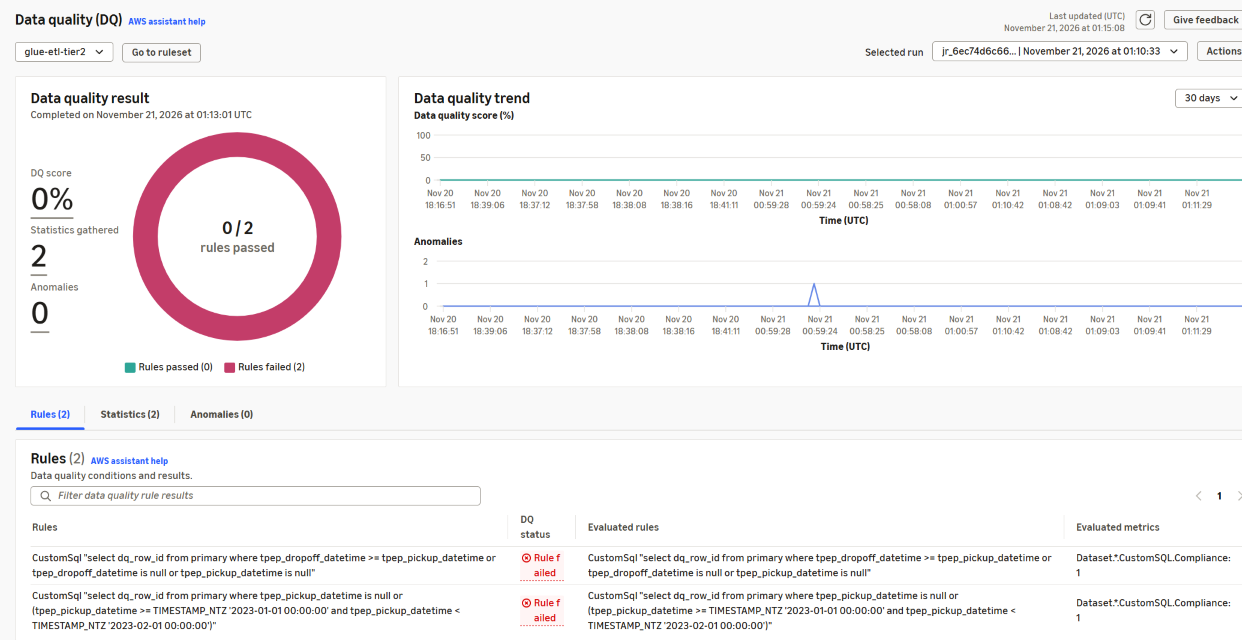 Data quality (DQ) AWS assistant help
Last updated (UTC)
November 21, 2026 at 01:15:08
Give feedback
glue-etl-tier2
Go to ruleset
Selected run
jr_6ec74d6c66... | November 21, 2026 at 01:10:33
Actions
Data quality result
Completed on November 21, 2026 at 01:13:01 UTC
DQ score
0%
Statistics gathered
2
Anomalies
0
0 / 2
rules passed
Rules passed (0) Rules failed (2)
Data quality trend
30 days
Data quality score (%)
100
50
0
Nov 20 Nov 20 Nov 20 Nov 20 Nov 20 Nov 20 Nov 20 Nov 21 Nov 21 Nov 21 Nov 21 Nov 21 Nov 21 Nov 21 Nov 21 Nov 21 Nov 21
18:16:51 18:39:06 18:37:12 18:37:58 18:38:08 18:38:16 18:41:11 00:59:28 00:59:24 00:58:25 00:58:08 01:00:57 01:10:42 01:08:42 01:09:03 01:09:41 01:11:29
Time (UTC)
Anomalies
2
1
0
Nov 20 Nov 20 Nov 20 Nov 20 Nov 20 Nov 20 Nov 20 Nov 21 Nov 21 Nov 21 Nov 21 Nov 21 Nov 21 Nov 21 Nov 21 Nov 21 Nov 21
18:16:51 18:39:06 18:37:12 18:37:58 18:38:08 18:38:16 18:41:11 00:59:28 00:59:24 00:58:25 00:58:08 01:00:57 01:10:42 01:08:42 01:09:03 01:09:41 01:11:29
Time (UTC)
Rules (2) Statistics (2) Anomalies (0)
Rules (2) AWS assistant help
Data quality conditions and results.
Filter data quality rule results
1
Rules
DQ
status
Evaluated rules
Evaluated metrics
CustomSql "select dq_row_id from primary where tpep_dropoff_datetime >= tpep_pickup_datetime or
tpep_dropoff_datetime is null or tpep_pickup_datetime is null"
Rule f
ailed
CustomSql "select dq_row_id from primary where tpep_dropoff_datetime >= tpep_pickup_datetime or
tpep_dropoff_datetime is null or tpep_pickup_datetime is null"
Dataset.*.CustomSQL.Compliance:
1
CustomSql "select dq_row_id from primary where tpep_pickup_datetime is null or
(tpep_pickup_datetime >= TIMESTAMP_NTZ '2023-01-01 00:00:00' and tpep_pickup_datetime <
TIMESTAMP_NTZ '2023-02-01 00:00:00')"
Rule f
ailed
CustomSql "select dq_row_id from primary where tpep_pickup_datetime is null or
(tpep_pickup_datetime >= TIMESTAMP_NTZ '2023-01-01 00:00:00' and tpep_pickup_datetime <
TIMESTAMP_NTZ '2023-02-01 00:00:00')"
Dataset.*.CustomSQL.Compliance:
1